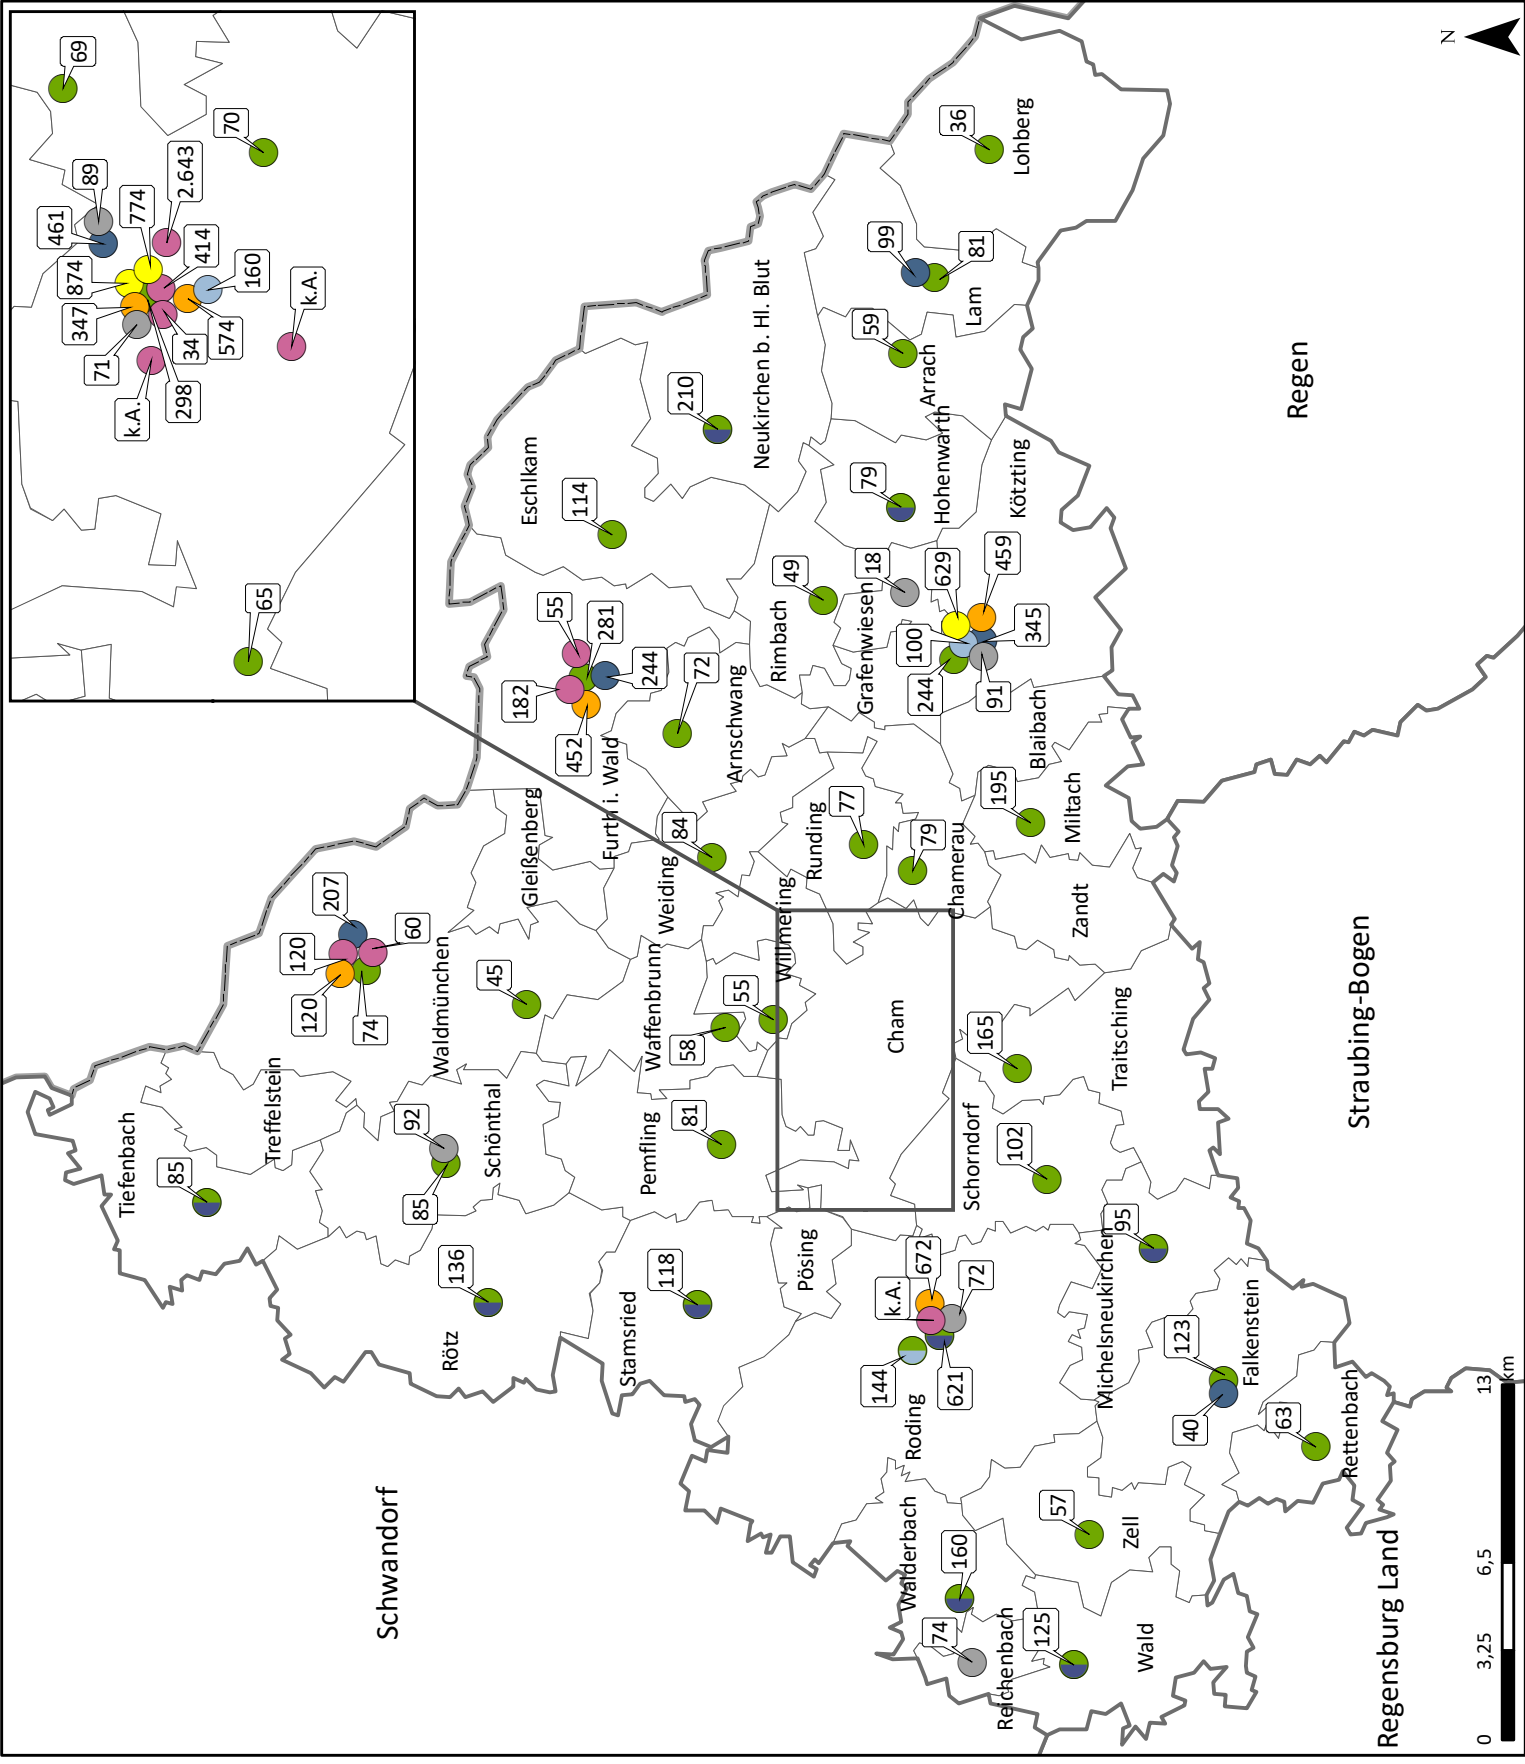 69
70
461
89
774
2.643
874
414
347
160
71
34
574
k.A.
k.A.
298
65
N
36
Lohberg
99
81
Lam
59
Arrach
Neukirchen b. Hl. Blut
210
Eschlkam
114
79
Hohenwarth
Kötzting
49
Rimbach
18
Grafenwiesen
629
459
100
345
244
91
55
281
182
244
452
Furth i. Wald
72
Arnschwang
Blaibach
195
Miltach
Gleißenberg
84
Weiding
77
Runding
79
Chamerau
Zandt
Willmering
207
120
60
120
74
Waldmünchen
45
Waffenbrunn
58
55
Cham
165
Traitsching
Treffelstein
Tiefenbach
85
92
85
Schönthal
Pemfling
81
Schorndorf
102
136
Rötz
118
Stamsried
Pösing
k.A.
672
72
144
621
Roding
Michelsneukirchen
95
123
40
Falkenstein
63
Rettenbach
Walderbach
160
57
Zell
74
Reichenbach
125
Wald
Schwandorf
Regen
Straubing-Bogen
Regensburg Land
0
3,25
6,5
13
km